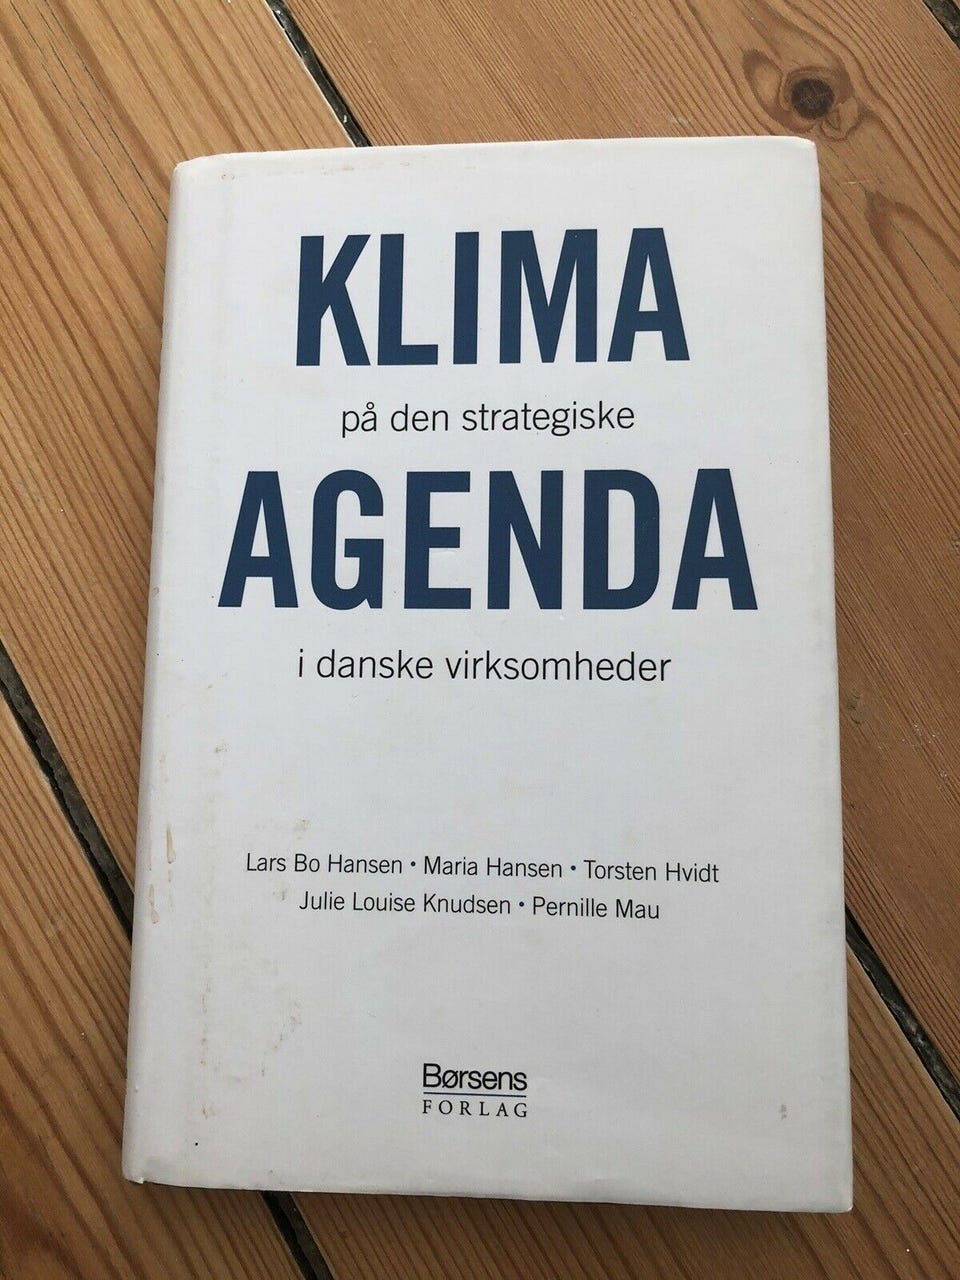 KLIMA
på den strategiske
AGENDA
i danske virksomheder
Lars Bo Hansen • Maria Hansen • Torsten Hvidt
Julie Louise Knudsen • Pernille Mau
Børsens
FORLAG